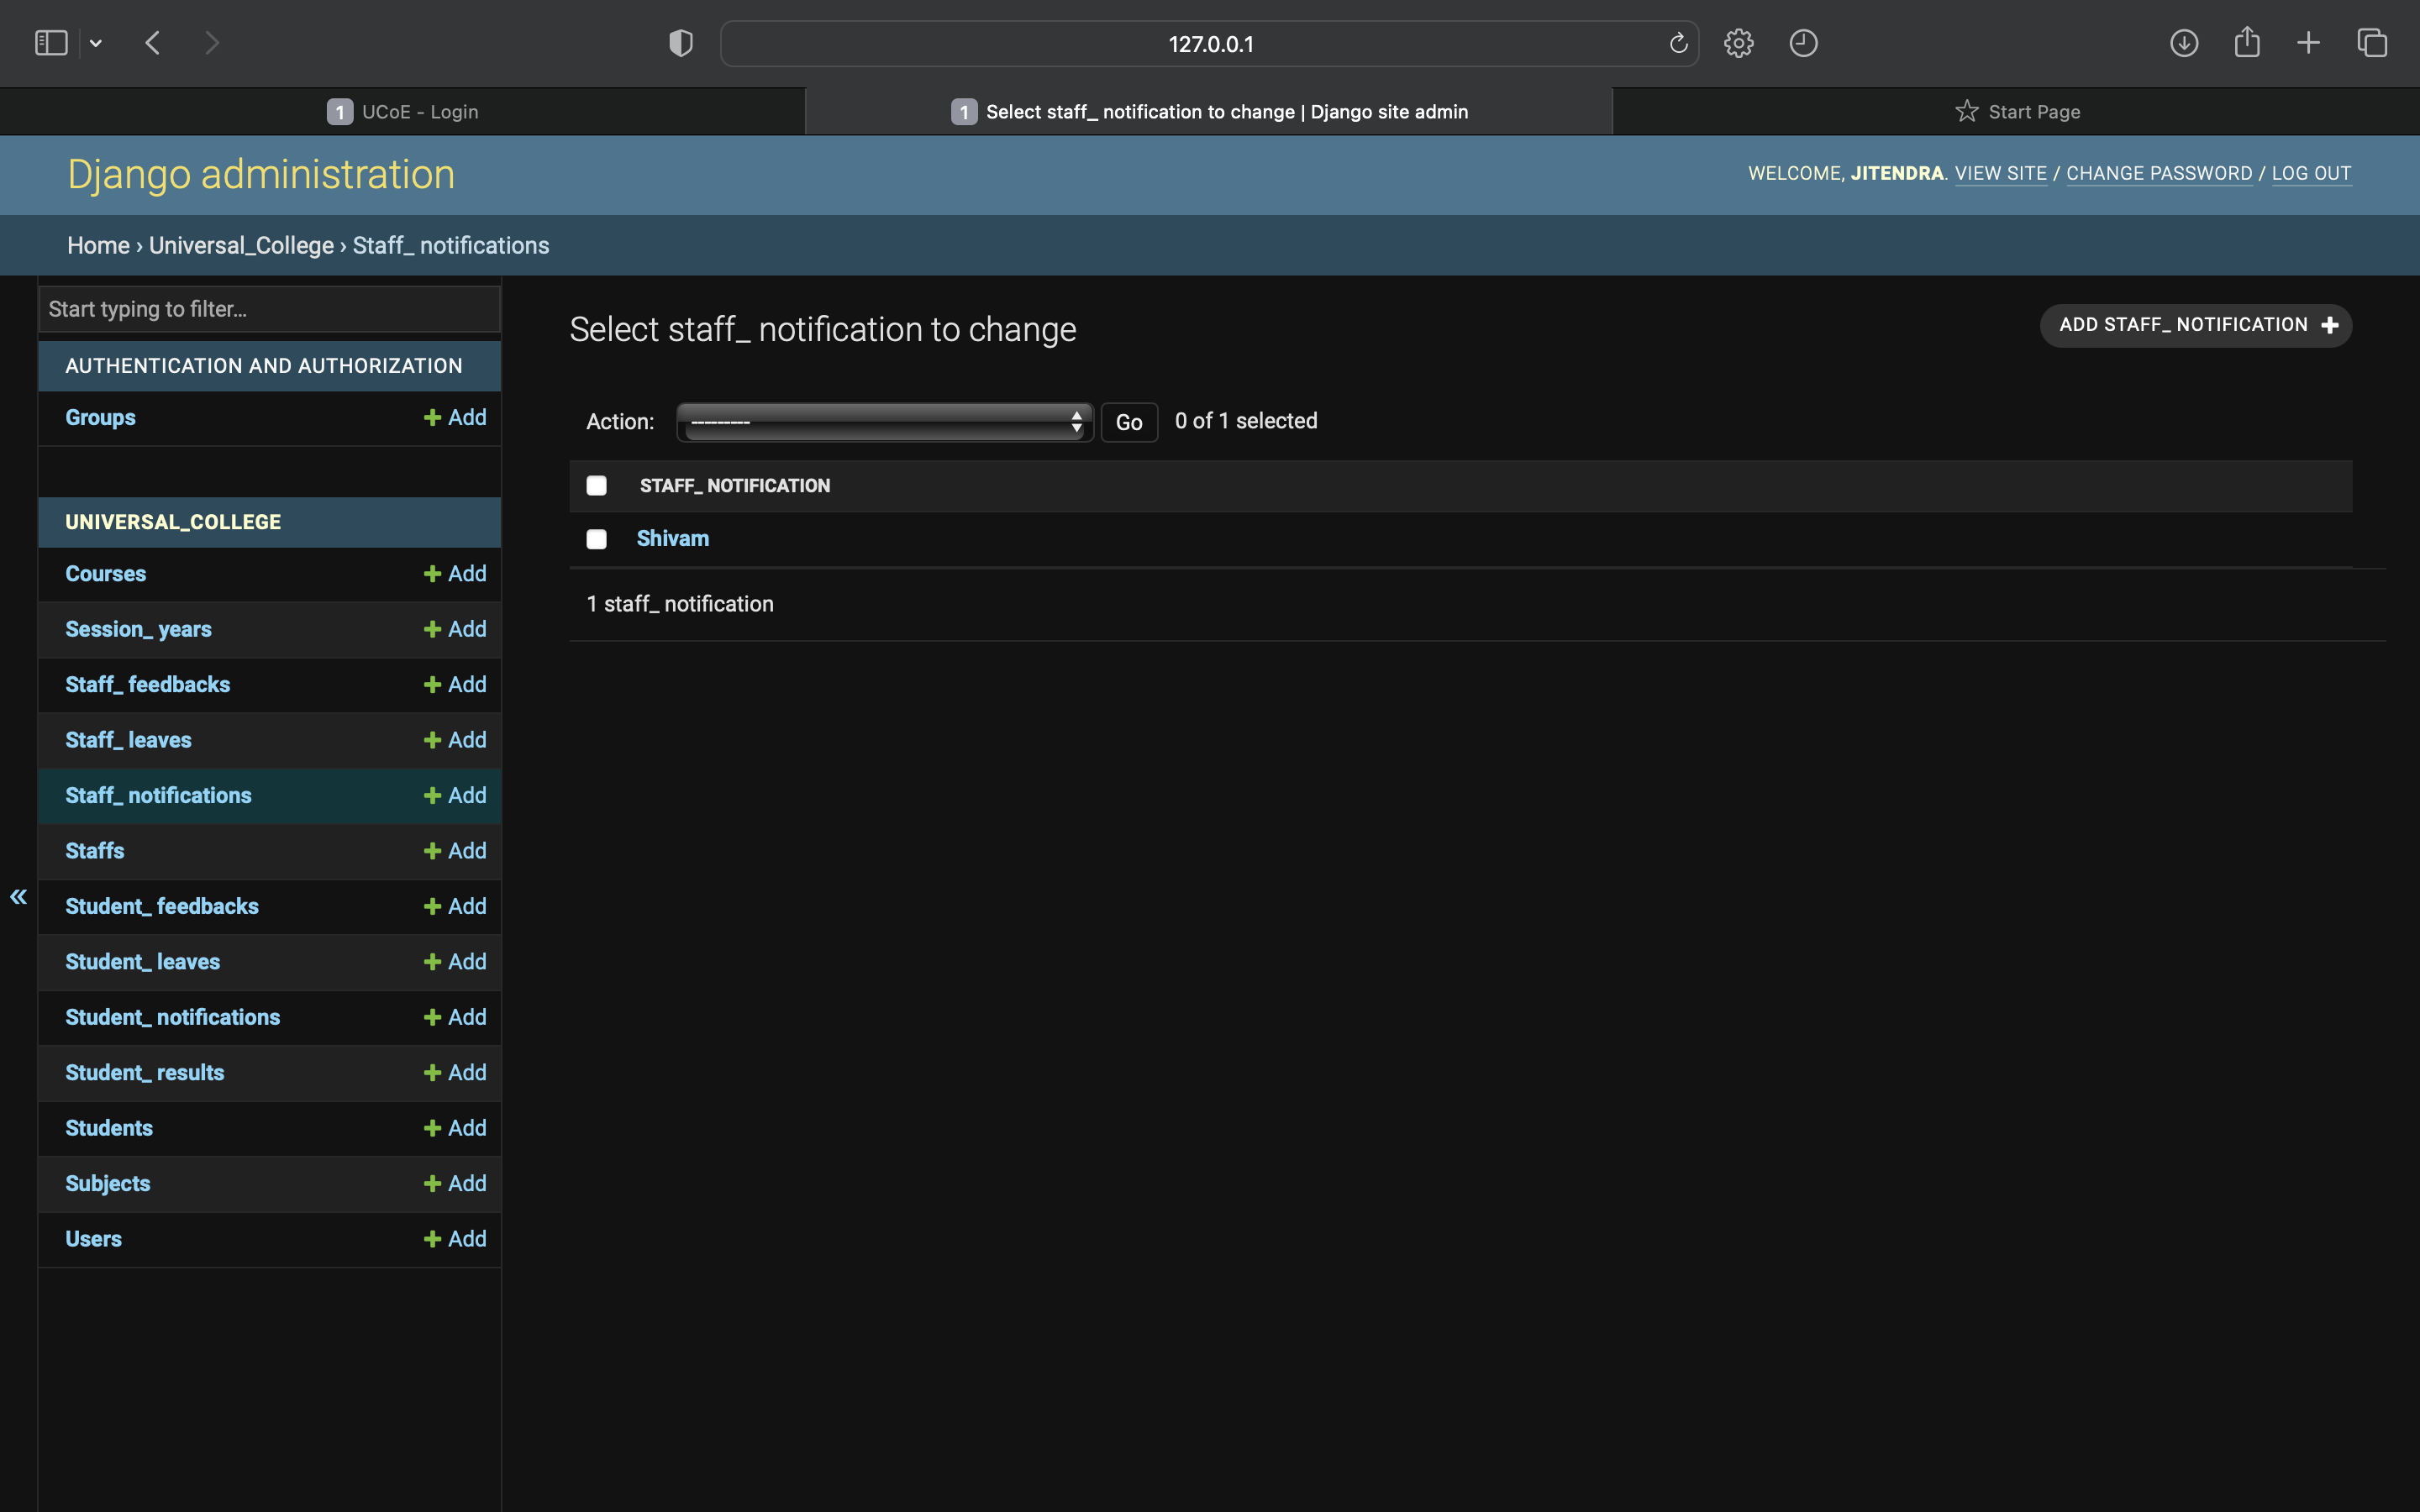 127.0.0.1
1 UCoE - Login
1 Select staff_ notification to change | Django site admin
Start Page
Django administration
WELCOME, JITENDRA. VIEW SITE / CHANGE PASSWORD / LOG OUT
Home › Universal_College › Staff_ notifications
Start typing to filter...
AUTHENTICATION AND AUTHORIZATION
Groups + Add
UNIVERSAL_COLLEGE
Courses + Add
Session_ years + Add
Staff_ feedbacks + Add
Staff_ leaves + Add
Staff_ notifications + Add
Staffs + Add
«
Student_ feedbacks + Add
Student_ leaves + Add
Student_ notifications + Add
Student_ results + Add
Students + Add
Subjects + Add
Users + Add
Select staff_ notification to change
ADD STAFF_ NOTIFICATION +
Action: --------- Go 0 of 1 selected
STAFF_ NOTIFICATION
Shivam
1 staff_ notification